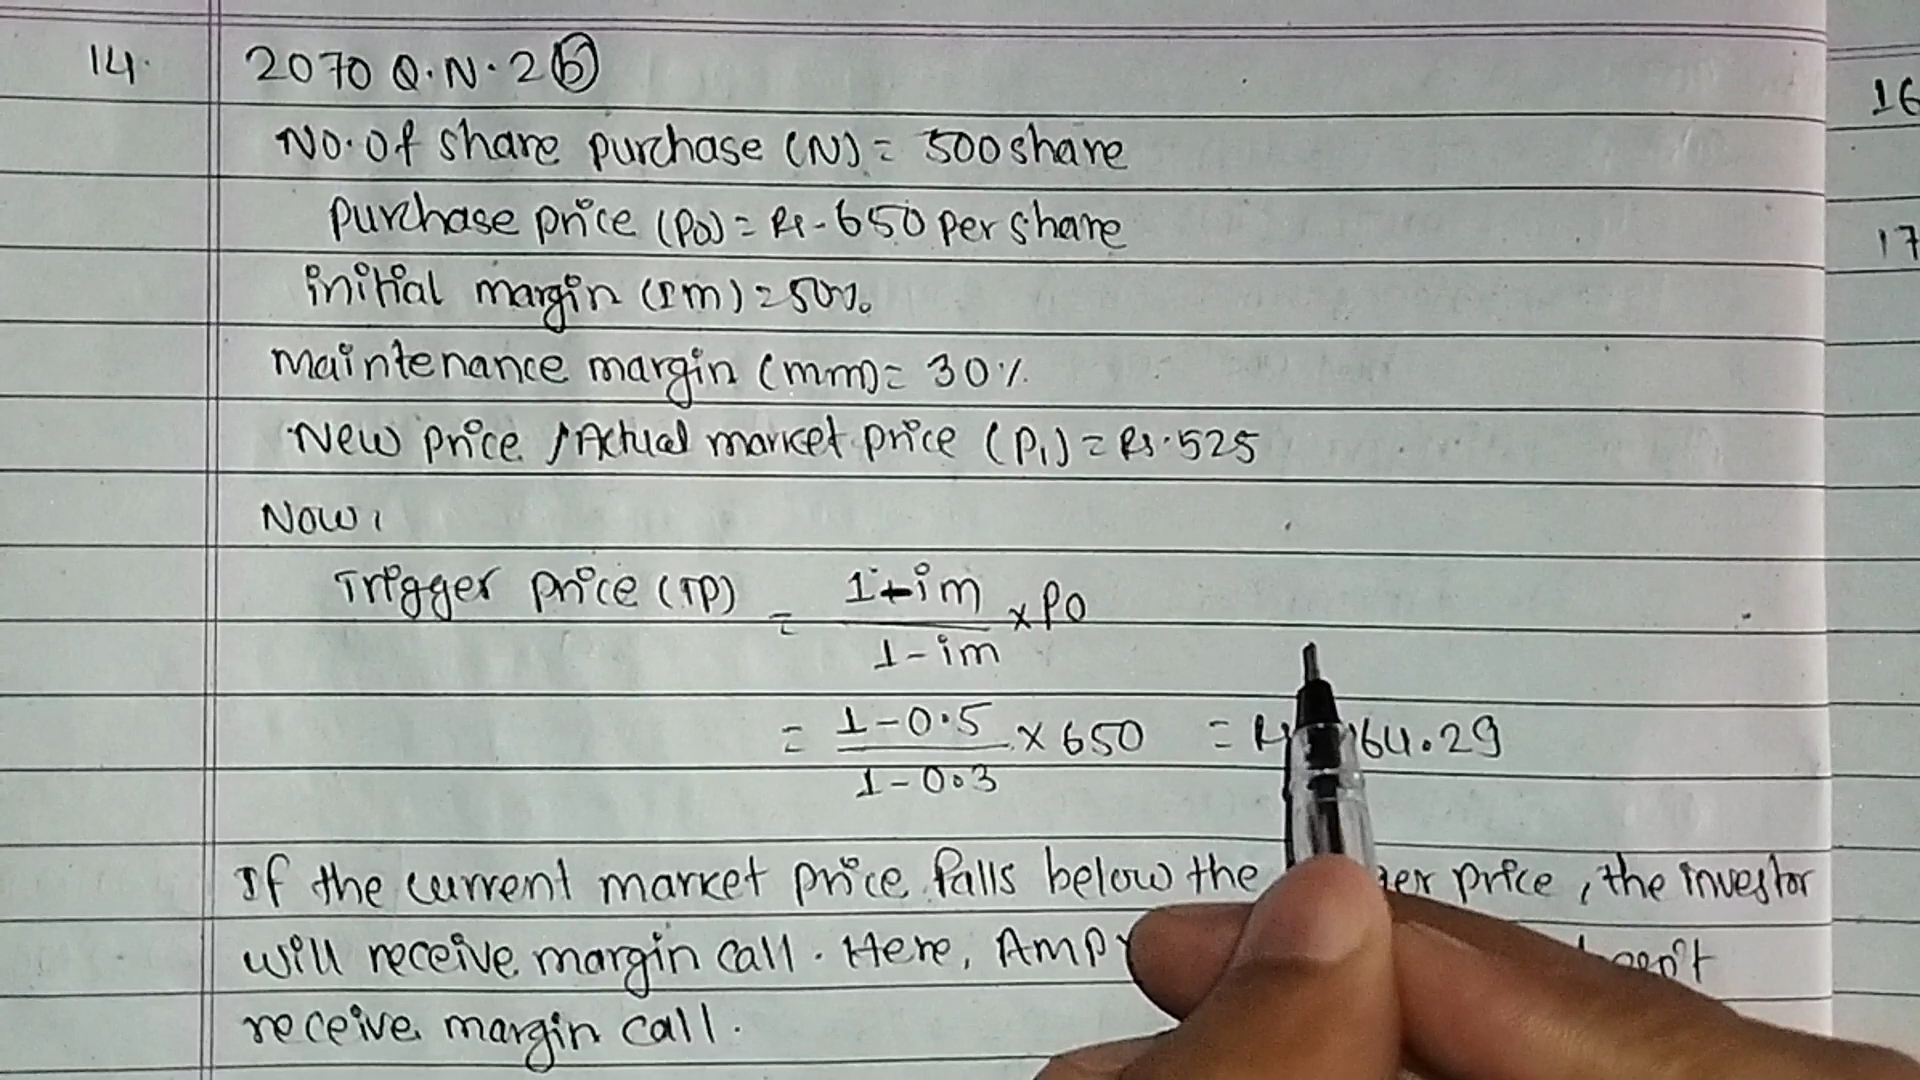 14. 2070 Q.N.2 b
No. of share purchase (N) = 500 share
purchase price (P0) = Rs. 650 per share
initial margin (Im) = 50%
Maintenance margin (mm) = 30%
New price / Actual market price (P1) = Rs. 525
Now,
Trigger price (TP) = 1-im / 1-im × P0
= 1-0.5 / 1-0.3 × 650 = 64.29
If the current market price falls below the price, the investor
will receive margin call. Here, AMP
receive margin call.
16
17